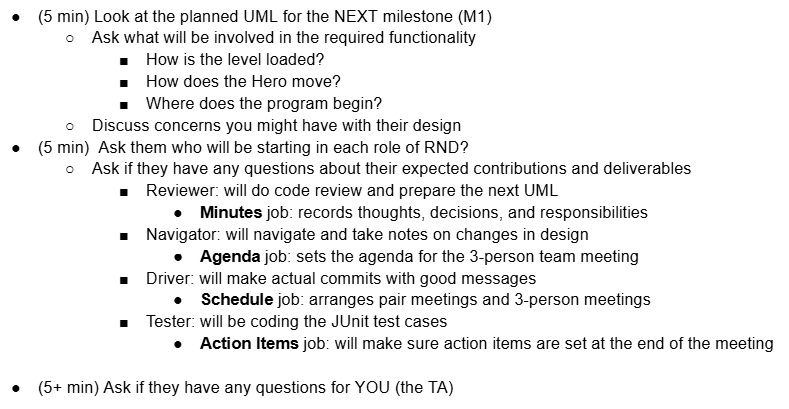 ● (5 min) Look at the planned UML for the NEXT milestone (M1)
○ Ask what will be involved in the required functionality
■ How is the level loaded?
■ How does the Hero move?
■ Where does the program begin?
○ Discuss concerns you might have with their design
● (5 min)  Ask them who will be starting in each role of RND?
○ Ask if they have any questions about their expected contributions and deliverables
■ Reviewer: will do code review and prepare the next UML
● Minutes job: records thoughts, decisions, and responsibilities
■ Navigator: will navigate and take notes on changes in design
● Agenda job: sets the agenda for the 3-person team meeting
■ Driver: will make actual commits with good messages
● Schedule job: arranges pair meetings and 3-person meetings
■ Tester: will be coding the JUnit test cases
● Action Items job: will make sure action items are set at the end of the meeting
● (5+ min) Ask if they have any questions for YOU (the TA)